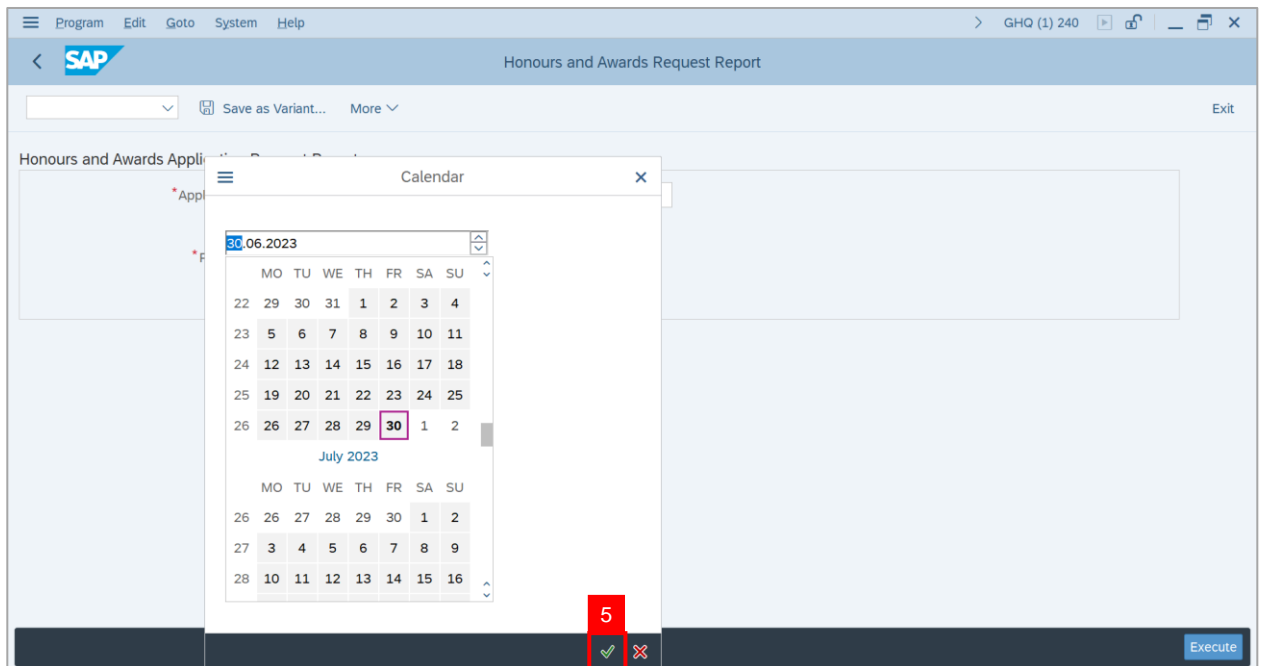 Program Edit Goto System Help GHQ (1) 240
SAP Honours and Awards Request Report
Save as Variant... More Exit
Honours and Awards Appli
Calendar
*Appl
30.06.2023
MO TU WE TH FR SA SU
22 29 30 31 1 2 3 4
23 5 6 7 8 9 10 11
24 12 13 14 15 16 17 18
25 19 20 21 22 23 24 25
26 26 27 28 29 30 1 2
July 2023
MO TU WE TH FR SA SU
26 26 27 28 29 30 1 2
27 3 4 5 6 7 8 9
28 10 11 12 13 14 15 16
5
Execute